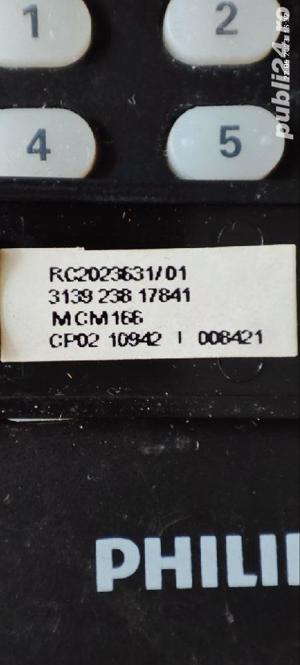 1 2
4 5
RC2023631/01
3139 238 17841
MCM166
CP02 10942 I 008421
PHILI
publi24.ro